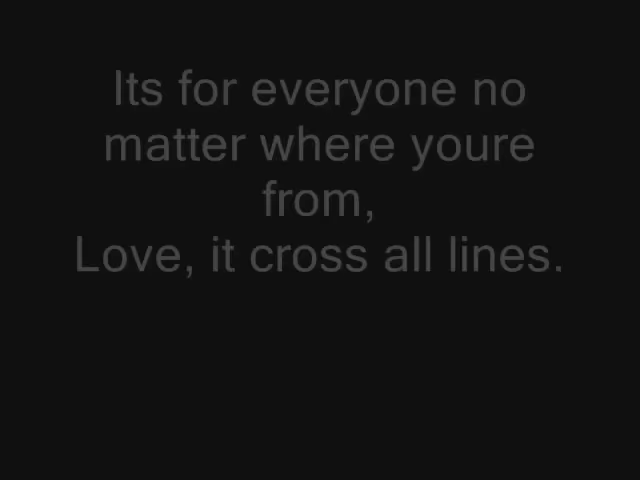 Its for everyone no
matter where youre
from,
Love, it cross all lines.